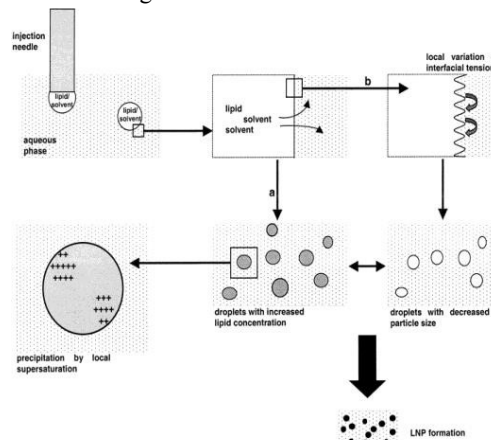 injection
needle
lipid/
solvent
aqueous
phase
lipid/
solvent
lipid
solvent
solvent
b
local variation
interfacial tension
a
precipitation by local
supersaturation
+++++
++++
++++
++++
droplets with increased
lipid concentration
droplets with decreased
particle size
LNP formation